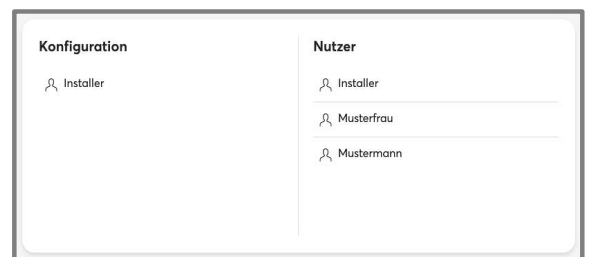 Konfiguration
Installer
Nutzer
Installer
Musterfrau
Mustermann